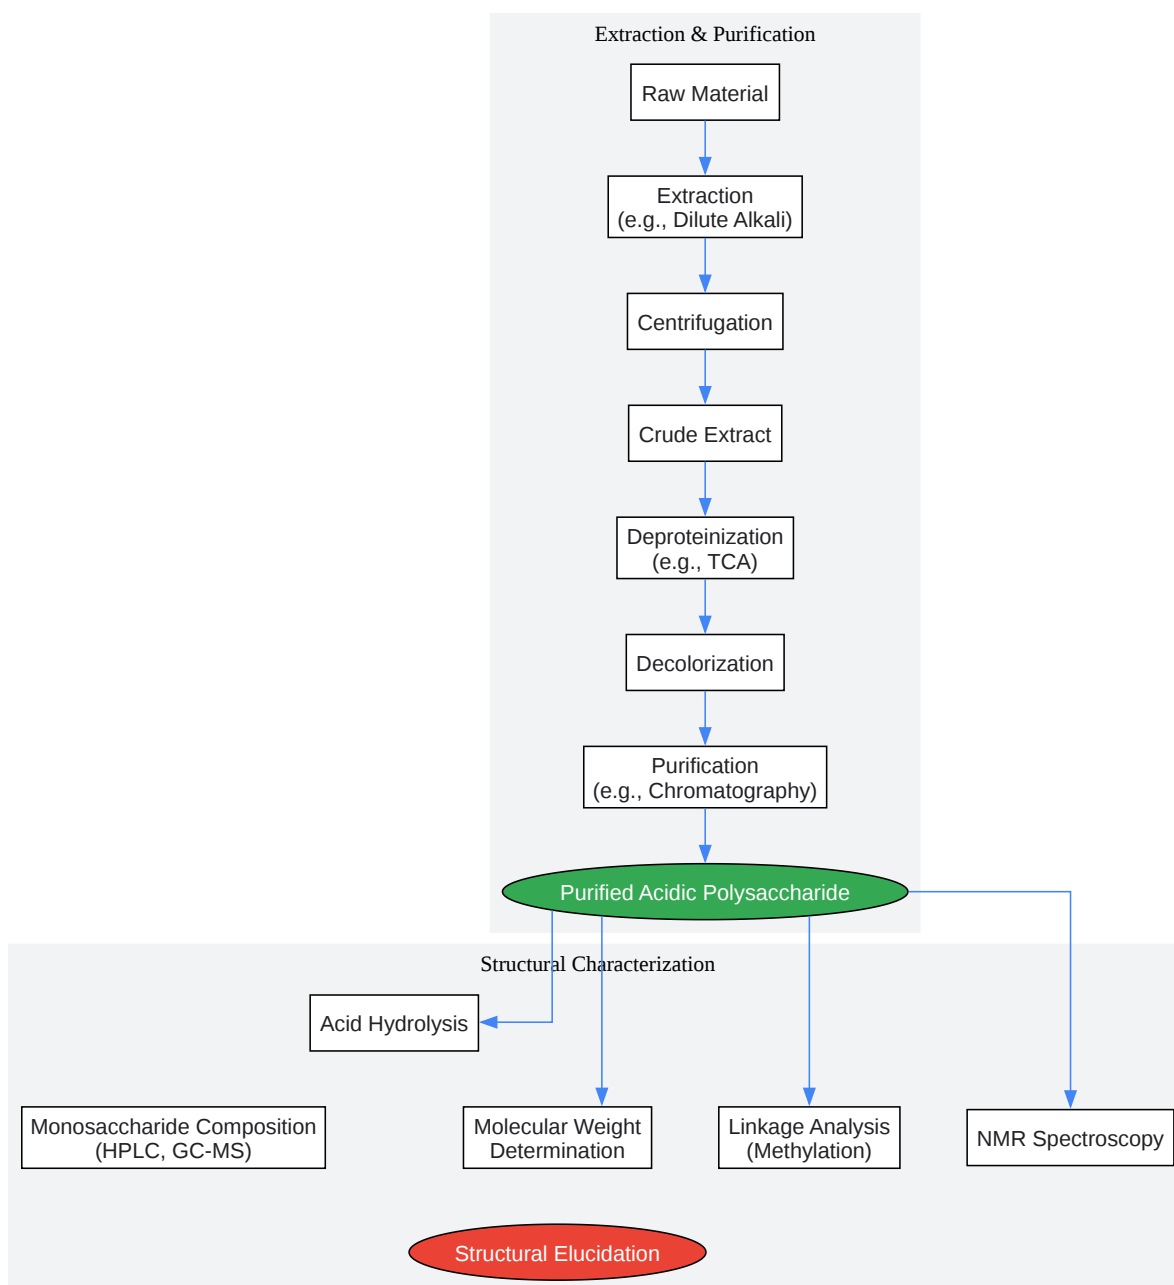 Extraction & Purification
Raw Material
Extraction
(e.g., Dilute Alkali)
Centrifugation
Crude Extract
Deproteinization
(e.g., TCA)
Decolorization
Purification
(e.g., Chromatography)
Purified Acidic Polysaccharide
Structural Characterization
Acid Hydrolysis
Monosaccharide Composition
(HPLC, GC-MS)
Molecular Weight
Determination
Linkage Analysis
(Methylation)
NMR Spectroscopy
Structural Elucidation